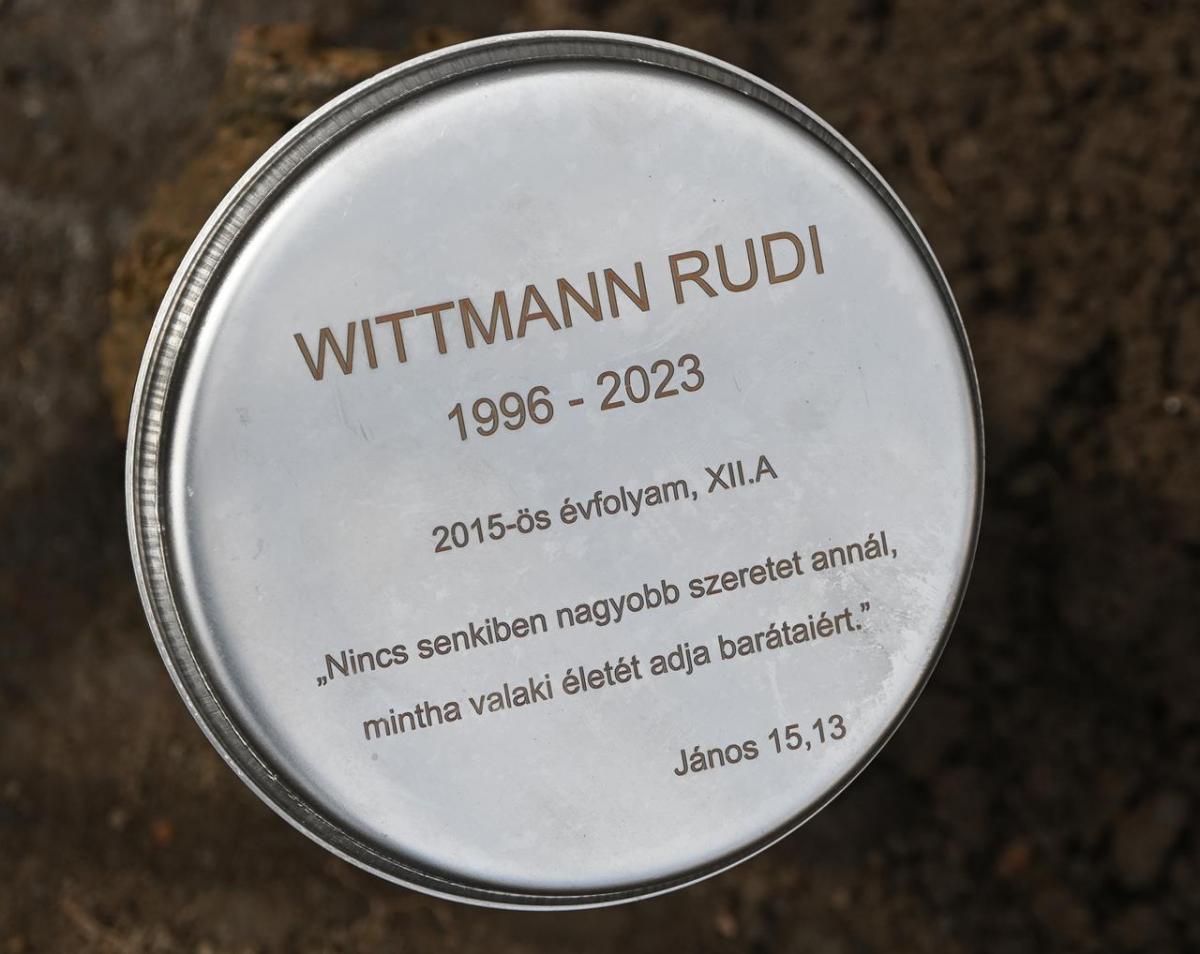 WITTMANN RUDI
1996 - 2023
2015-ös évfolyam, XII.A
„Nincs senkiben nagyobb szeretet annál,
mintha valaki életét adja barátaiért.”
János 15,13